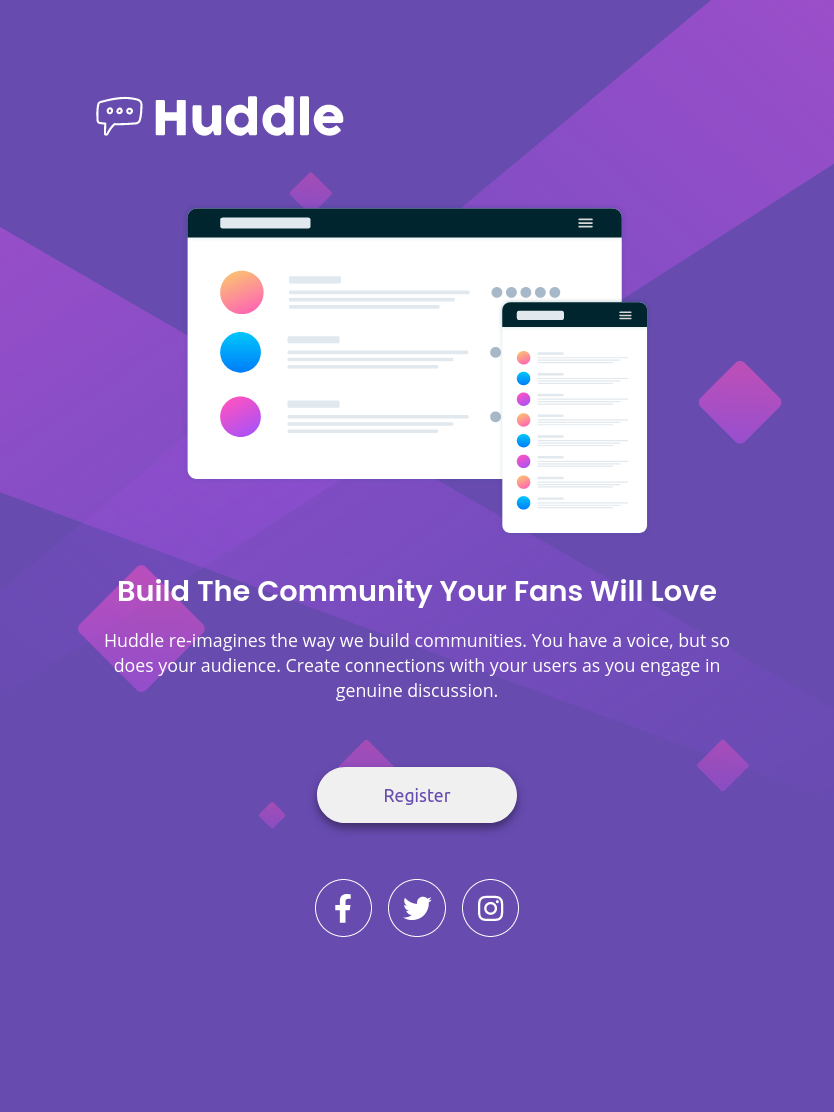 Huddle
Build The Community Your Fans Will Love
Huddle re-imagines the way we build communities. You have a voice, but so
does your audience. Create connections with your users as you engage in
genuine discussion.
Register